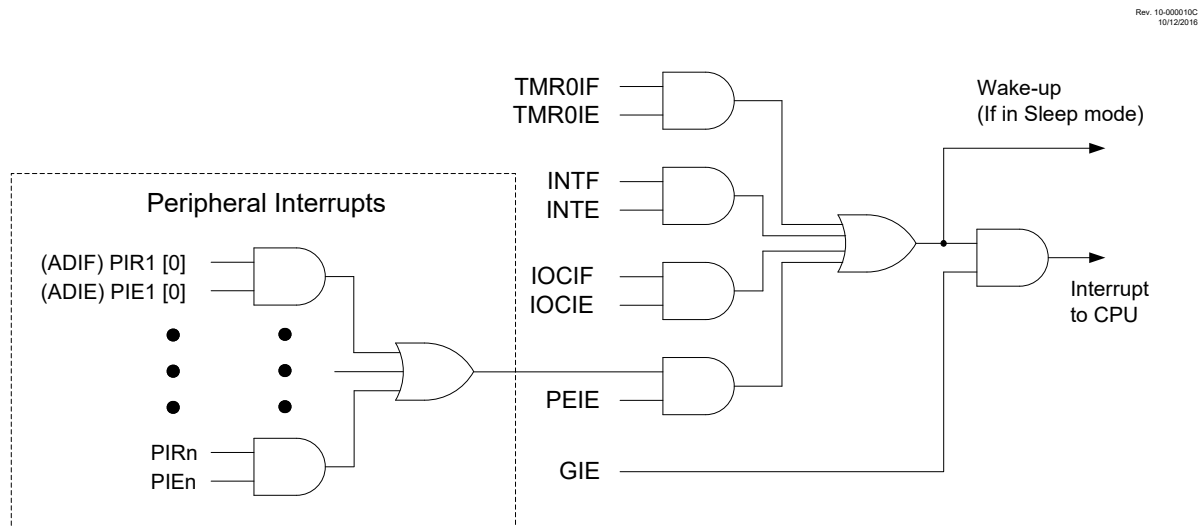 Rev. 10-000010C
10/12/2016
TMR0IF
TMR0IE
Wake-up
(If in Sleep mode)
INTF
INTE
Peripheral Interrupts
(ADIF) PIR1 [0]
(ADIE) PIE1 [0]
IOCIF
IOCIE
Interrupt
to CPU
PEIE
PIRn
PIEn
GIE